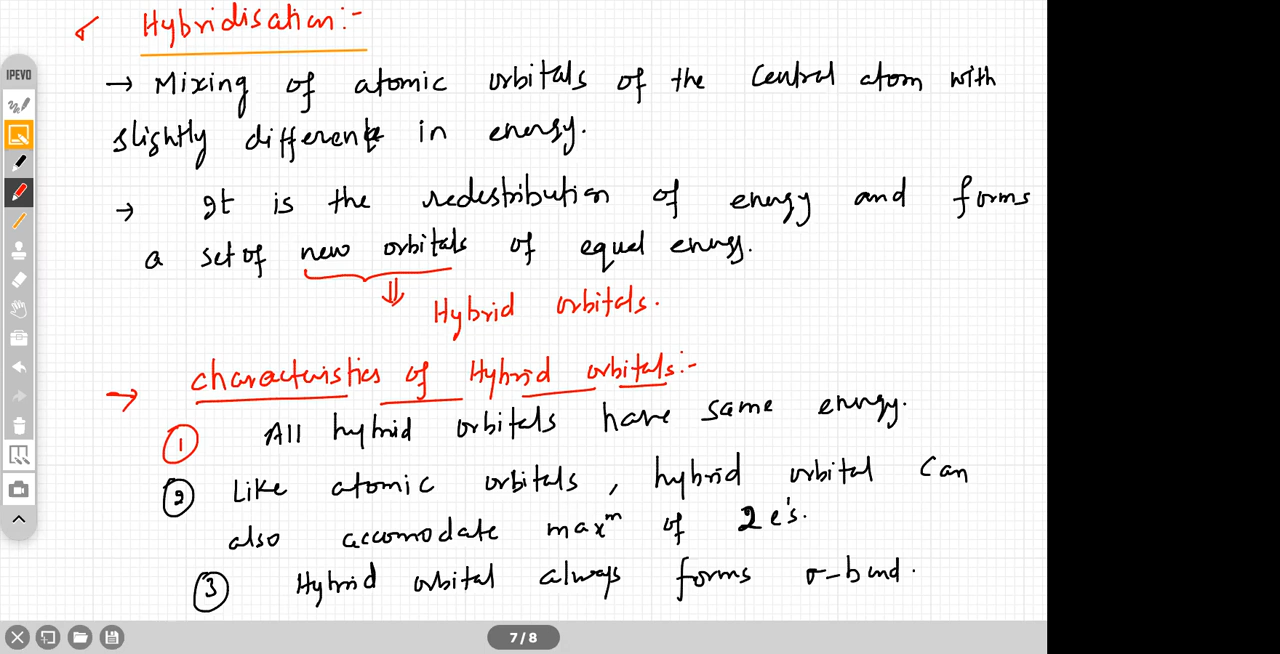 Hybridisation:-
IPEVO
→ Mixing of atomic orbitals of the central atom with
slightly different in energy.
→ It is the redestribution of energy and forms
a set of new orbitals of equal energy.
⇓ Hybrid orbitals.
→ characteristics of Hybrid orbitals:-
① All hybrid orbitals have same energy.
② Like atomic orbitals, hybrid orbital can
also accomodate maxᵐ of 2e's.
③ Hybrid orbital always forms σ-bond.
7/8